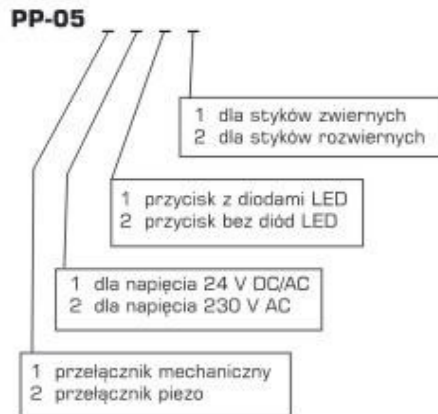 PP-05 _ _ _ _
1 dla styków zwiernych
2 dla styków rozwiernych
1 przycisk z diodami LED
2 przycisk bez diód LED
1 dla napięcia 24 V DC/AC
2 dla napięcia 230 V AC
1 przełącznik mechaniczny
2 przełącznik piezo